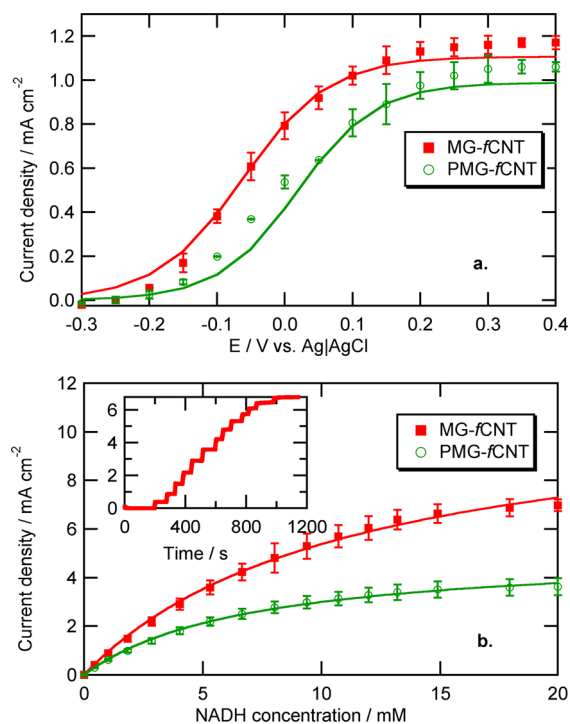 1.2
1.0
0.8
0.6
0.4
0.2
0.0
Current density / mA cm-2
MG-fCNT
PMG-fCNT
a.
-0.3 -0.2 -0.1 0.0 0.1 0.2 0.3 0.4
E / V vs. Ag|AgCl
12
10
8
6
4
2
0
Current density / mA cm-2
6
4
2
0
0 400 800 1200
Time / s
MG-fCNT
PMG-fCNT
b.
0 5 10 15 20
NADH concentration / mM